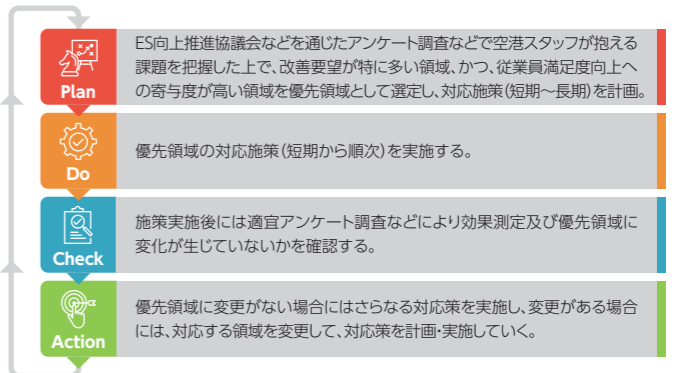 Plan
ES向上推進協議会などを通じたアンケート調査などで空港スタッフが抱える
課題を把握した上で、改善要望が特に多い領域、かつ、従業員満足度向上へ
の寄与度が高い領域を優先領域として選定し、対応施策(短期〜長期)を計画。
Do
優先領域の対応施策(短期から順次)を実施する。
Check
施策実施後には適宜アンケート調査などにより効果測定及び優先領域に
変化が生じていないかを確認する。
Action
優先領域に変更がない場合にはさらなる対応策を実施し、変更がある場合
には、対応する領域を変更して、対応策を計画・実施していく。